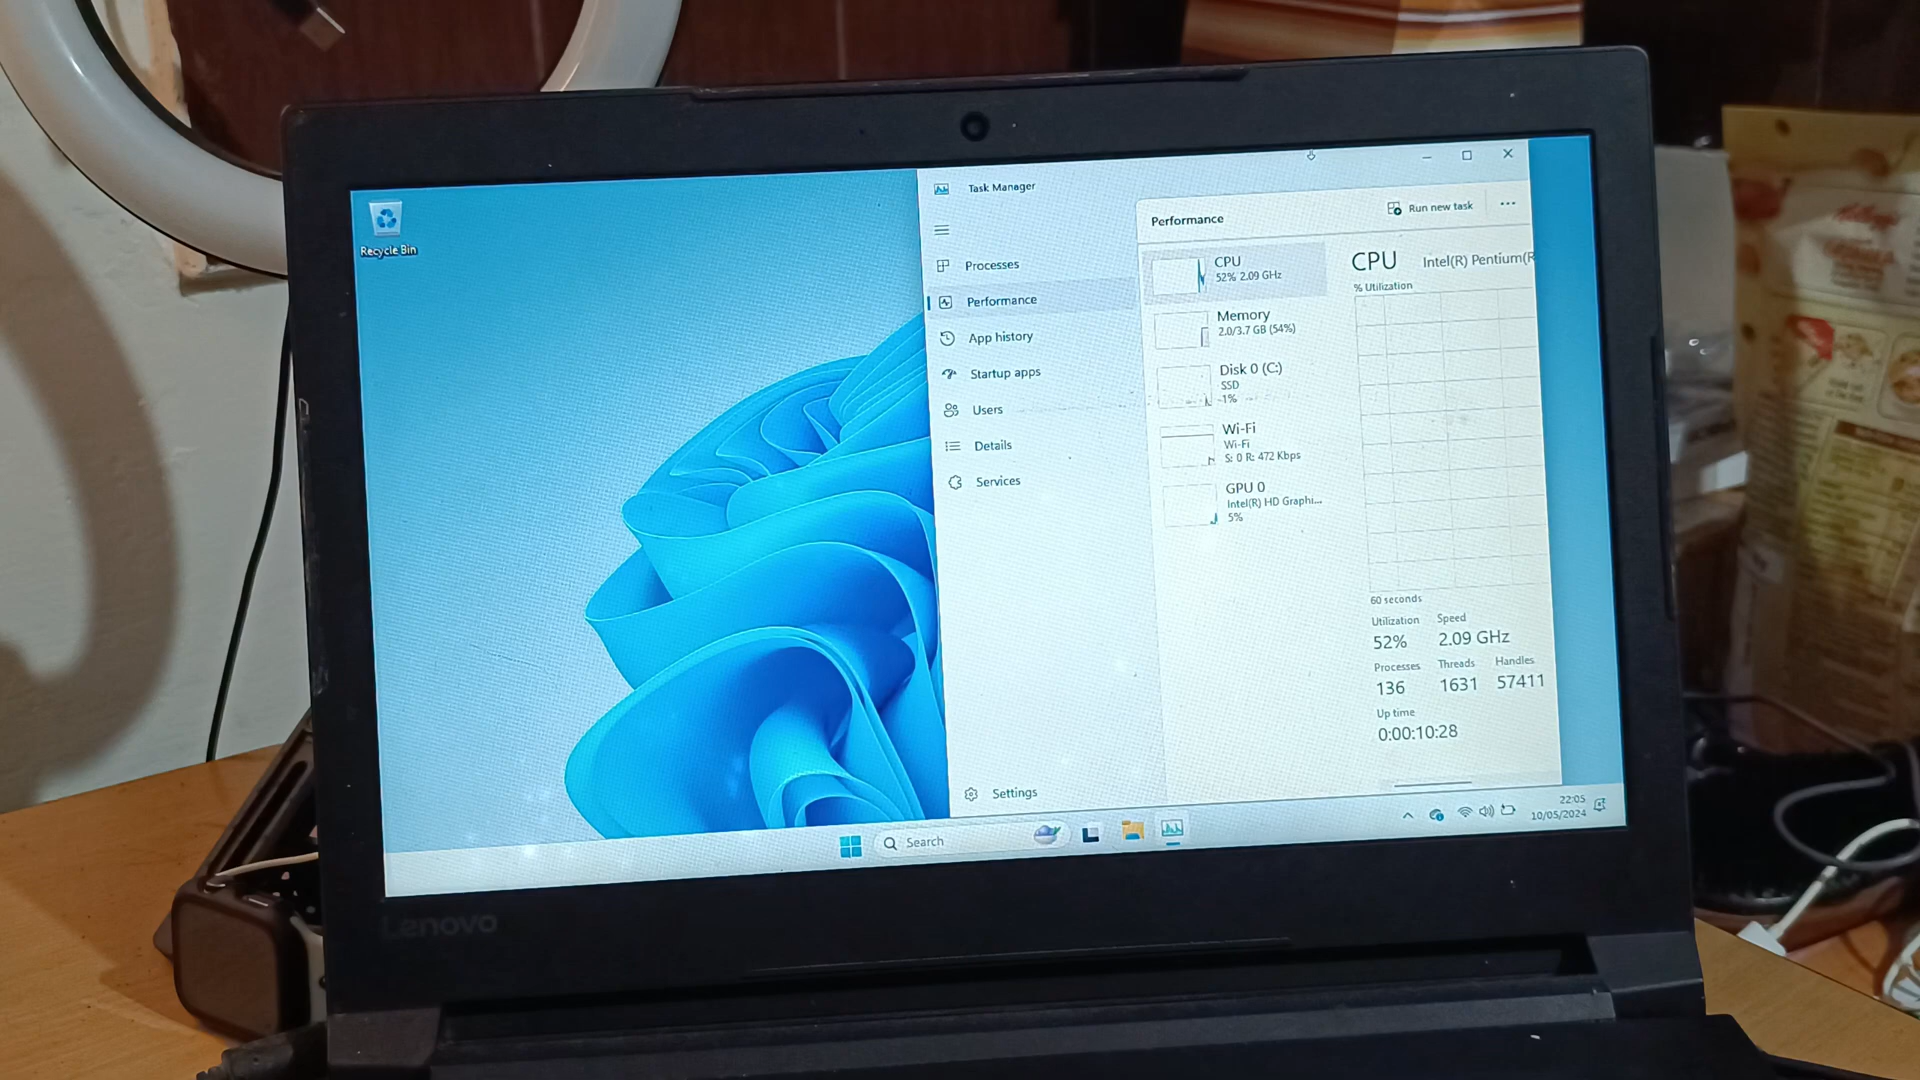 Recycle Bin
Task Manager
Processes
Performance
App history
Startup apps
Users
Details
Services
Settings
Performance
Run new task
CPU
52% 2.09 GHz
Memory
2.0/3.7 GB (54%)
Disk 0 (C:)
SSD
1%
Wi-Fi
Wi-Fi
S: 0 R: 472 Kbps
GPU 0
Intel(R) HD Graphi...
5%
CPU Intel(R) Pentium(R
% Utilization
60 seconds
Utilization Speed
52% 2.09 GHz
Processes Threads Handles
136 1631 57411
Up time
0:00:10:28
Search
22:05
10/05/2024
Lenovo